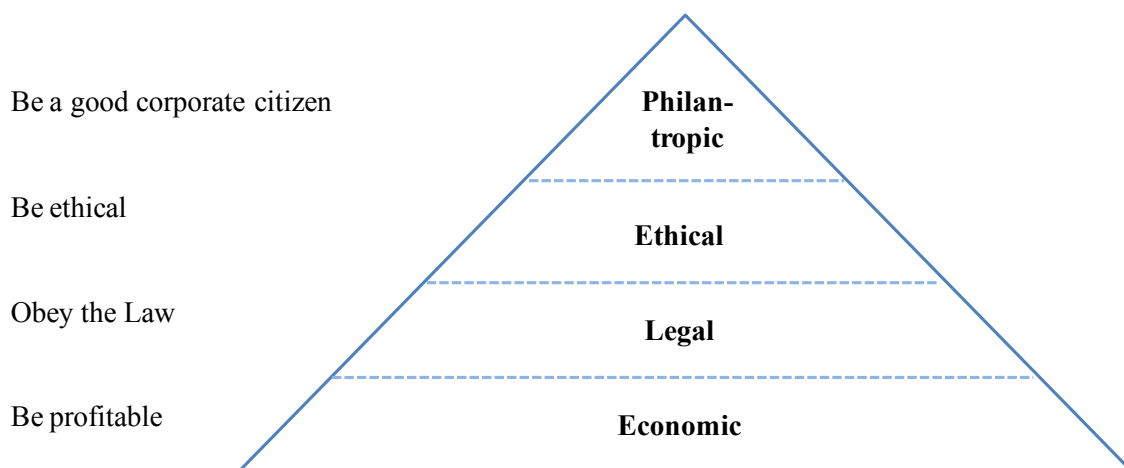 Be a good corporate citizen
Philan-
tropic
Be ethical
Ethical
Obey the Law
Legal
Be profitable
Economic